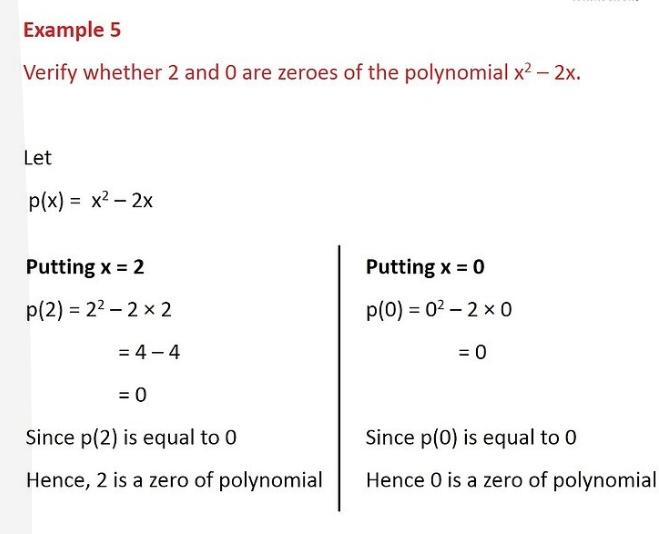 Example 5
Verify whether 2 and 0 are zeroes of the polynomial x² – 2x.
Let
p(x) = x² – 2x
Putting x = 2
p(2) = 2² – 2 × 2
= 4 – 4
= 0
Since p(2) is equal to 0
Hence, 2 is a zero of polynomial
Putting x = 0
p(0) = 0² – 2 × 0
= 0
Since p(0) is equal to 0
Hence 0 is a zero of polynomial